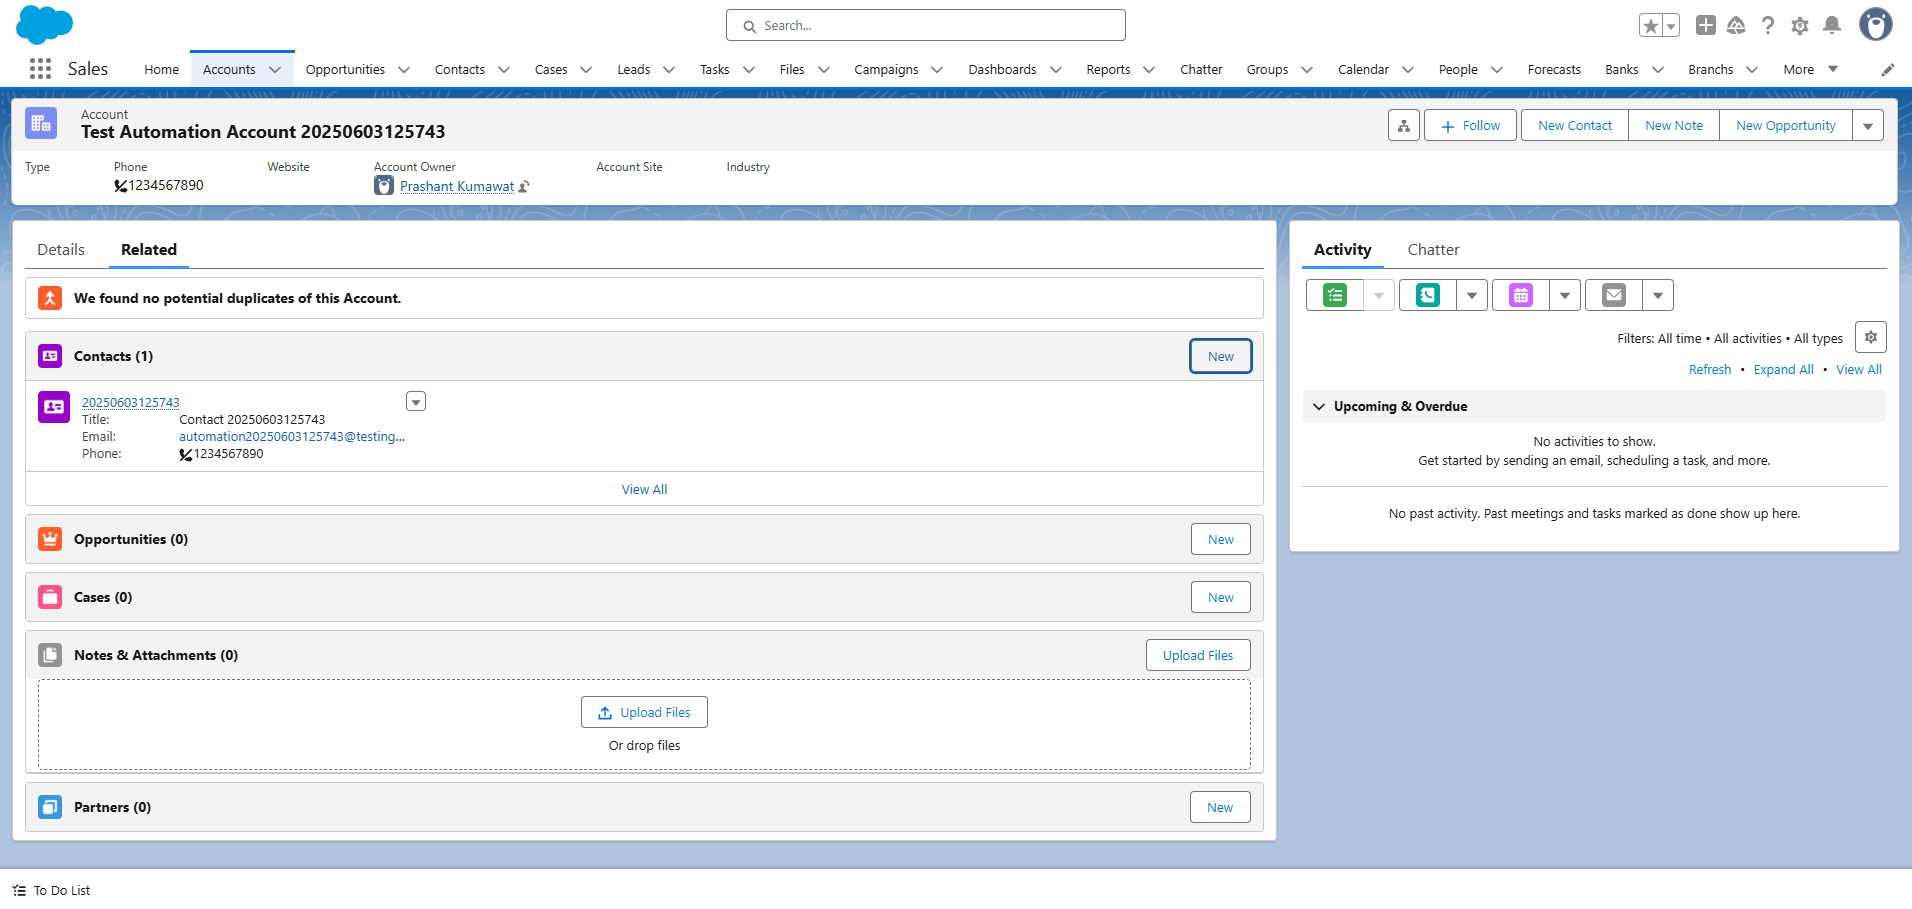 Search...
Sales
Home
Accounts
Opportunities
Contacts
Cases
Leads
Tasks
Files
Campaigns
Dashboards
Reports
Chatter
Groups
Calendar
People
Forecasts
Banks
Branchs
More
Account
Test Automation Account 20250603125743
Follow
New Contact
New Note
New Opportunity
Type
Phone
1234567890
Website
Account Owner
Prashant Kumawat
Account Site
Industry
Details
Related
We found no potential duplicates of this Account.
Contacts (1)
New
20250603125743
Title: Contact 20250603125743
Email: automation20250603125743@testing...
Phone: 1234567890
View All
Opportunities (0)
New
Cases (0)
New
Notes & Attachments (0)
Upload Files
Upload Files
Or drop files
Partners (0)
New
Activity
Chatter
Filters: All time • All activities • All types
Refresh • Expand All • View All
Upcoming & Overdue
No activities to show.
Get started by sending an email, scheduling a task, and more.
No past activity. Past meetings and tasks marked as done show up here.
To Do List